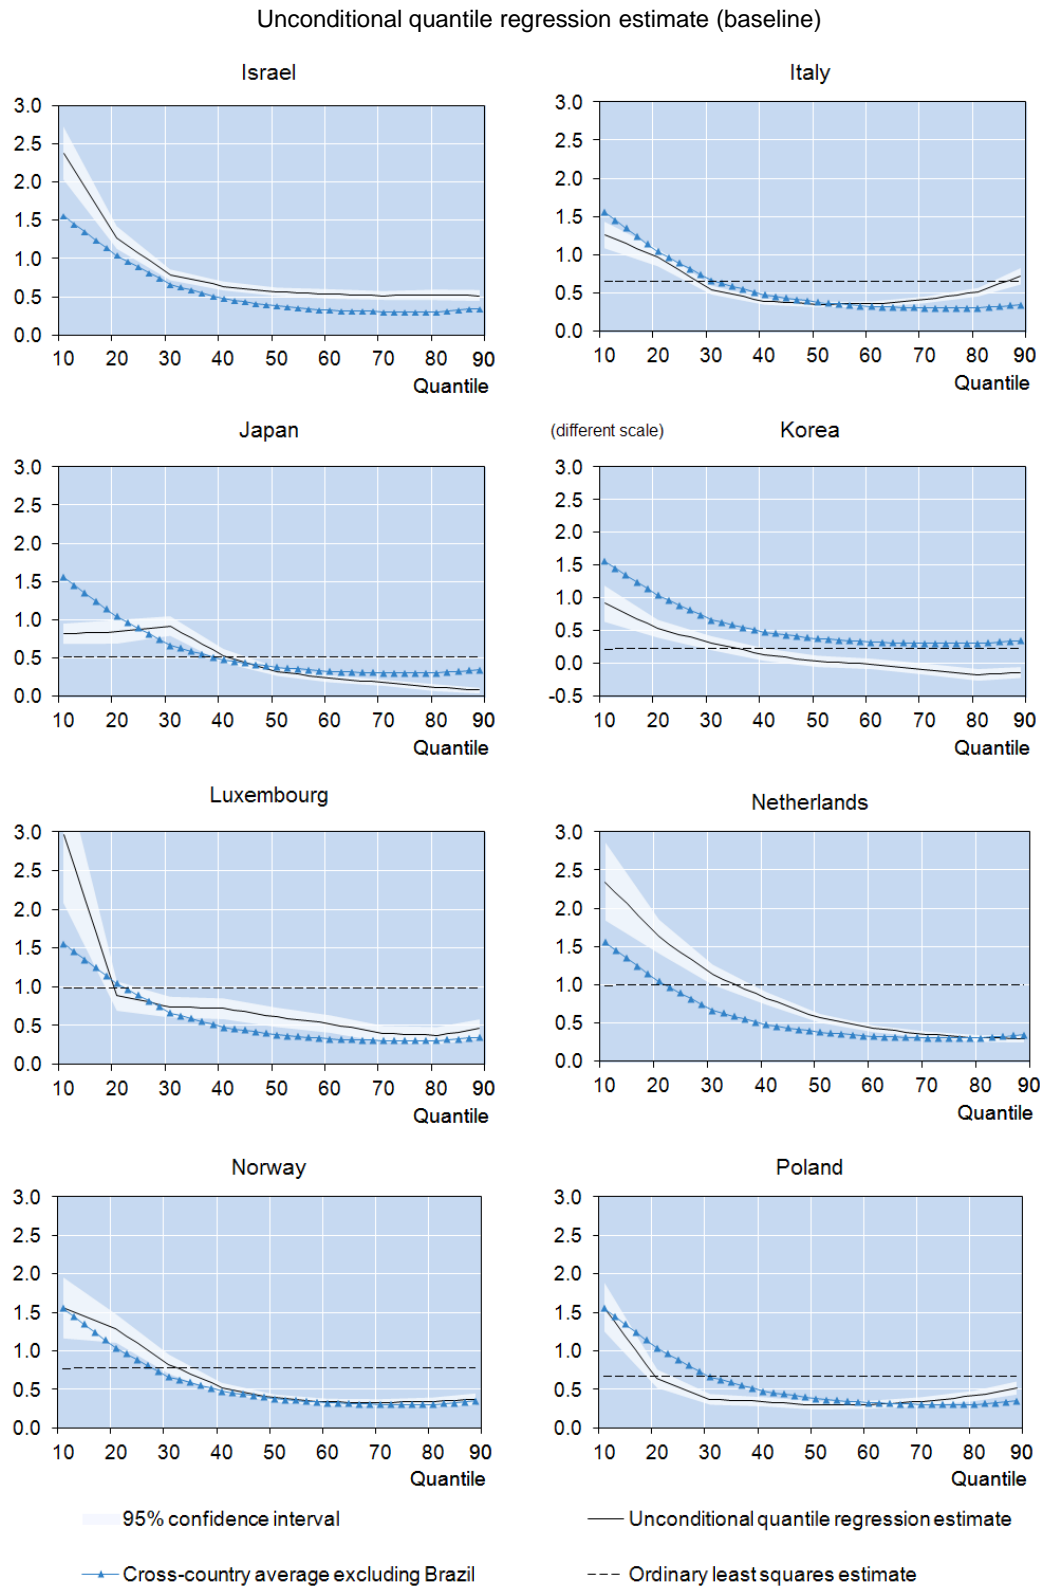 Unconditional quantile regression estimate (baseline)
Israel
3.0
2.5
2.0
1.5
1.0
0.5
0.0
10 20 30 40 50 60 70 80 90
Quantile
Italy
3.0
2.5
2.0
1.5
1.0
0.5
0.0
10 20 30 40 50 60 70 80 90
Quantile
Japan
3.0
2.5
2.0
1.5
1.0
0.5
0.0
10 20 30 40 50 60 70 80 90
Quantile
(different scale) Korea
3.0
2.5
2.0
1.5
1.0
0.5
0.0
-0.5
10 20 30 40 50 60 70 80 90
Quantile
Luxembourg
3.0
2.5
2.0
1.5
1.0
0.5
0.0
10 20 30 40 50 60 70 80 90
Quantile
Netherlands
3.0
2.5
2.0
1.5
1.0
0.5
0.0
10 20 30 40 50 60 70 80 90
Quantile
Norway
3.0
2.5
2.0
1.5
1.0
0.5
0.0
10 20 30 40 50 60 70 80 90
Quantile
Poland
3.0
2.5
2.0
1.5
1.0
0.5
0.0
10 20 30 40 50 60 70 80 90
Quantile
95% confidence interval
Unconditional quantile regression estimate
Cross-country average excluding Brazil
Ordinary least squares estimate